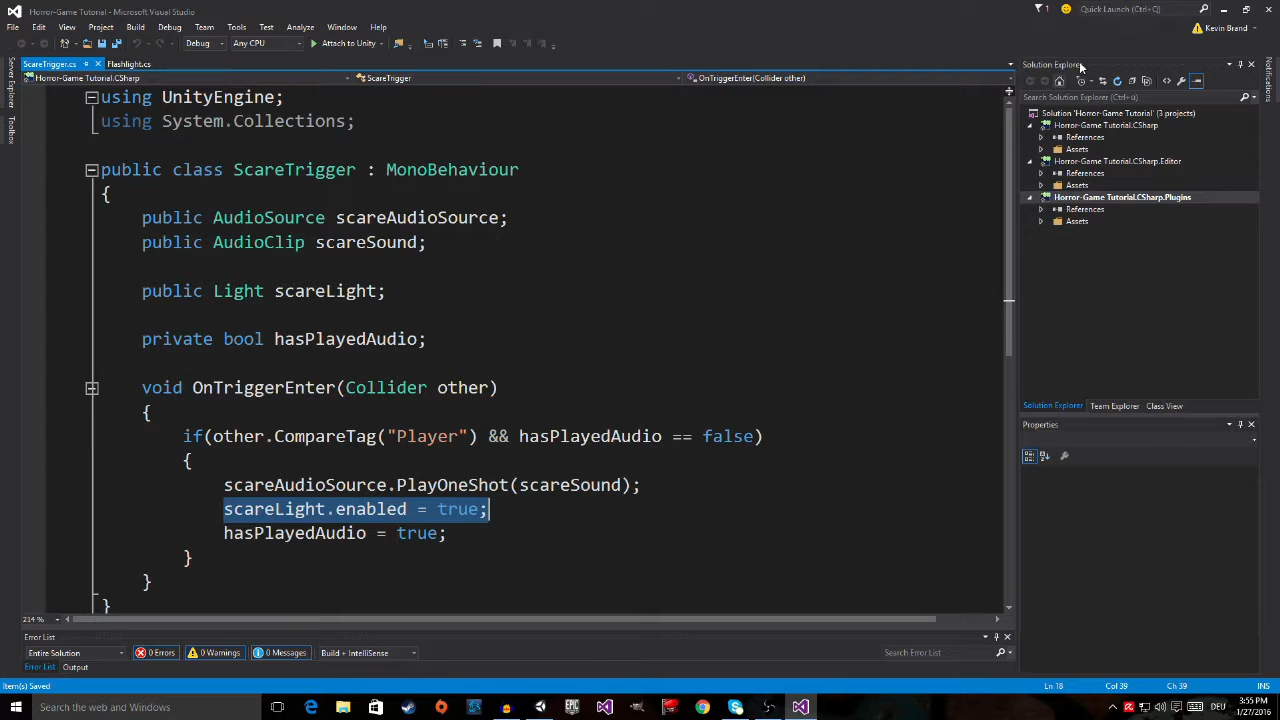 Horror-Game Tutorial - Microsoft Visual Studio
1
Quick Launch (Ctrl+Q)
File Edit View Project Build Debug Team Tools Test Analyze Window Help
Kevin Brand
Debug Any CPU Attach to Unity
Server Explorer
Toolbox
ScareTrigger.cs Flashlight.cs
Horror-Game Tutorial.CSharp ScareTrigger OnTriggerEnter(Collider other)
using UnityEngine;
using System.Collections;
public class ScareTrigger : MonoBehaviour
{
public AudioSource scareAudioSource;
public AudioClip scareSound;
public Light scareLight;
private bool hasPlayedAudio;
void OnTriggerEnter(Collider other)
{
if(other.CompareTag("Player") && hasPlayedAudio == false)
{
scareAudioSource.PlayOneShot(scareSound);
scareLight.enabled = true;
hasPlayedAudio = true;
}
}
}
214 %
Solution Explorer
Search Solution Explorer (Ctrl+ü)
Solution 'Horror-Game Tutorial' (3 projects)
Horror-Game Tutorial.CSharp
References
Assets
Horror-Game Tutorial.CSharp.Editor
References
Assets
Horror-Game Tutorial.CSharp.Plugins
References
Assets
Solution Explorer Team Explorer Class View
Properties
Notifications
Error List
Entire Solution 0 Errors 0 Warnings 0 Messages Build + IntelliSense Search Error List
Error List Output
Item(s) Saved Ln 18 Col 39 Ch 39 INS
Search the web and Windows
DEU
3:55 PM
1/27/2016